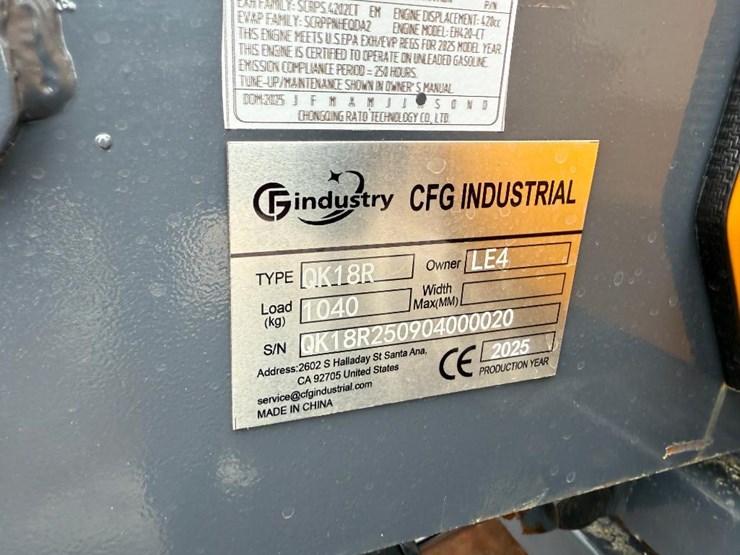 EXH FAMILY: SCRPS.4202CT EM ENGINE DISPLACEMENT: 420cc
EVAP FAMILY: SCRPPNHEQDA2 ENGINE MODEL: EH420-CT
THIS ENGINE MEETS U.S EPA EXH/EVP REGS FOR 2025 MODEL YEAR.
THIS ENGINE IS CERTIFIED TO OPERATE ON UNLEADED GASOLINE.
EMISSION COMPLIANCE PERIOD = 250 HOURS.
TUNE-UP/MAINTENANCE SHOWN IN OWNER'S MANUAL
DOM:2025 J F M A M J J A S O N D
CHONGQING RATO TECHNOLOGY CO., LTD.
CFG industry CFG INDUSTRIAL
TYPE QK18R Owner LE4
Load (kg) 1040 Width Max(MM)
S/N QK18R250904000020
Address:2602 S Halladay St Santa Ana,
CA 92705 United States
service@cfgindustrial.com
MADE IN CHINA
CE 2025
PRODUCTION YEAR